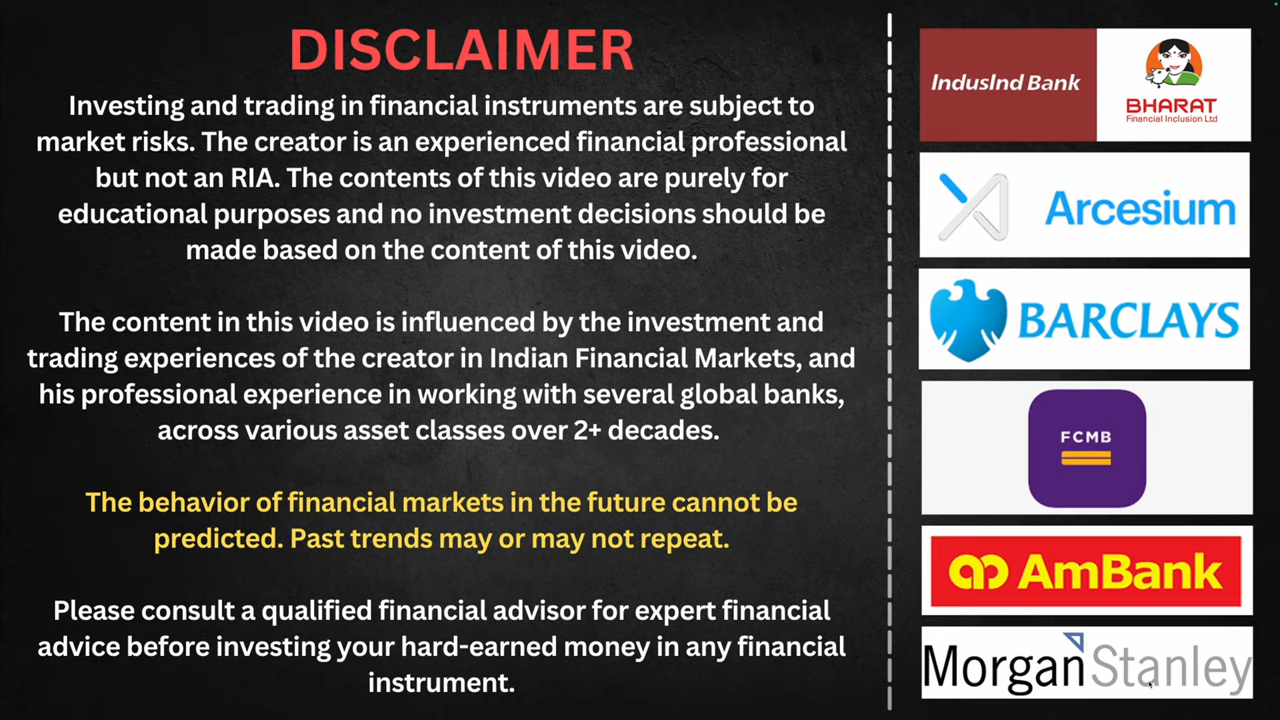 DISCLAIMER
Investing and trading in financial instruments are subject to
market risks. The creator is an experienced financial professional
but not an RIA. The contents of this video are purely for
educational purposes and no investment decisions should be
made based on the content of this video.
The content in this video is influenced by the investment and
trading experiences of the creator in Indian Financial Markets, and
his professional experience in working with several global banks,
across various asset classes over 2+ decades.
The behavior of financial markets in the future cannot be
predicted. Past trends may or may not repeat.
Please consult a qualified financial advisor for expert financial
advice before investing your hard-earned money in any financial
instrument.
IndusInd Bank
BHARAT
Financial Inclusion Ltd
Arcesium
BARCLAYS
FCMB
AmBank
Morgan Stanley